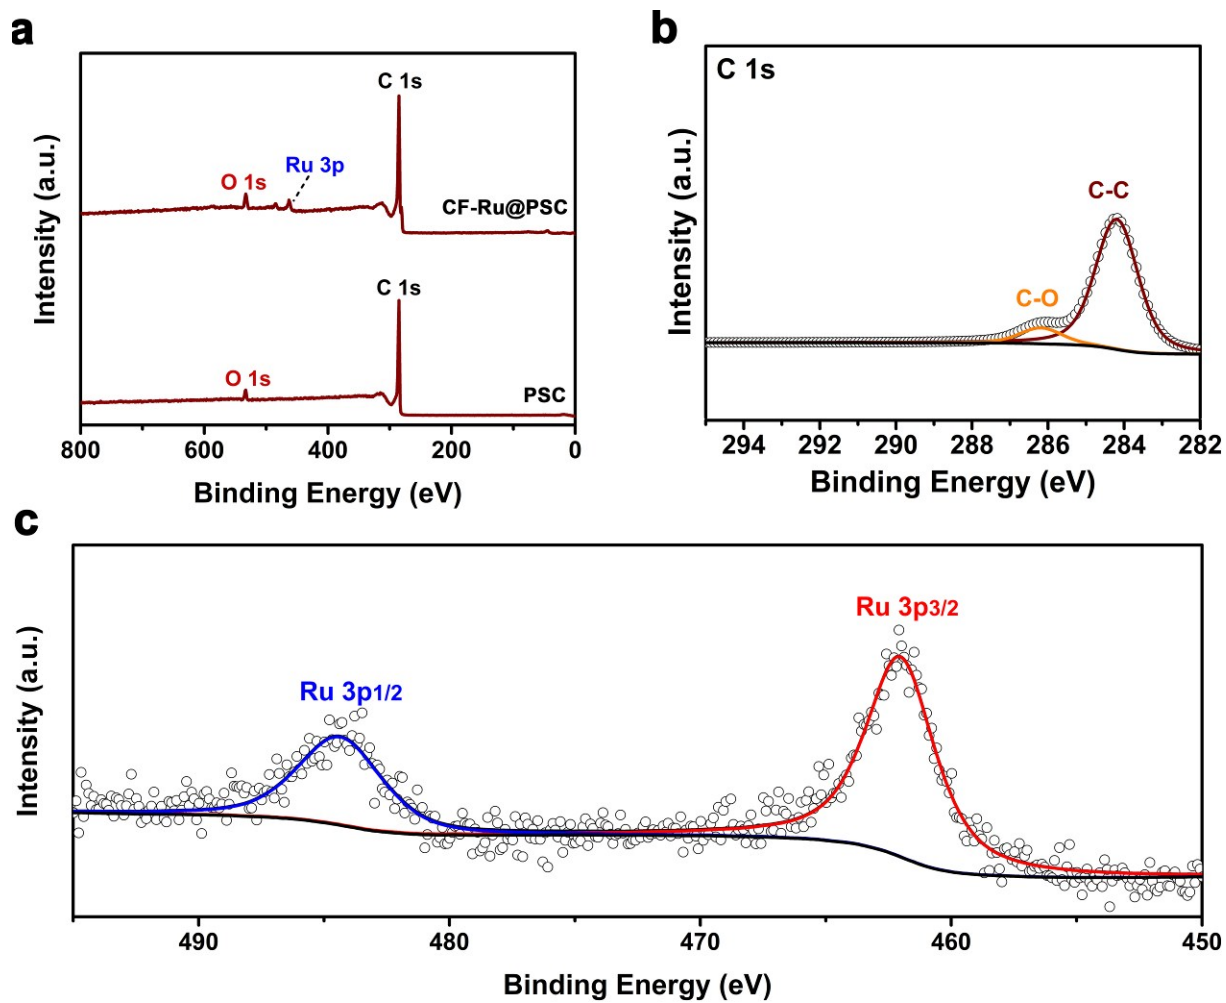 a
C 1s
Ru 3p
O 1s
CF-Ru@PSC
C 1s
O 1s
PSC
Intensity (a.u.)
800 600 400 200 0
Binding Energy (eV)
b
C 1s
C-C
C-O
Intensity (a.u.)
294 292 290 288 286 284 282
Binding Energy (eV)
c
Ru 3p3/2
Ru 3p1/2
Intensity (a.u.)
490 480 470 460 450
Binding Energy (eV)